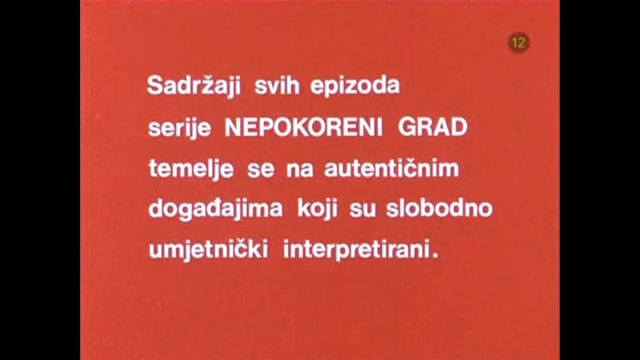 12
Sadržaji svih epizoda
serije NEPOKORENI GRAD
temelje se na autentičnim
događajima koji su slobodno
umjetnički interpretirani.